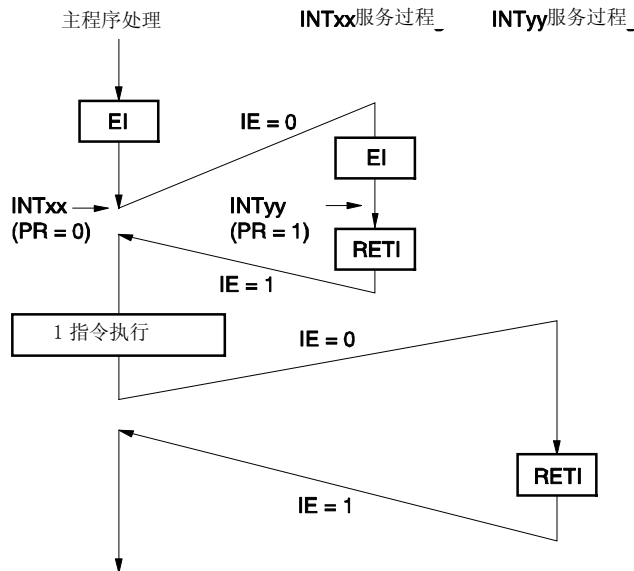 主程序处理
INTxx服务过程
INTyy服务过程
EI
IE = 0
EI
INTxx
(PR = 0)
INTyy
(PR = 1)
RETI
IE = 1
1 指令执行
IE = 0
RETI
IE = 1